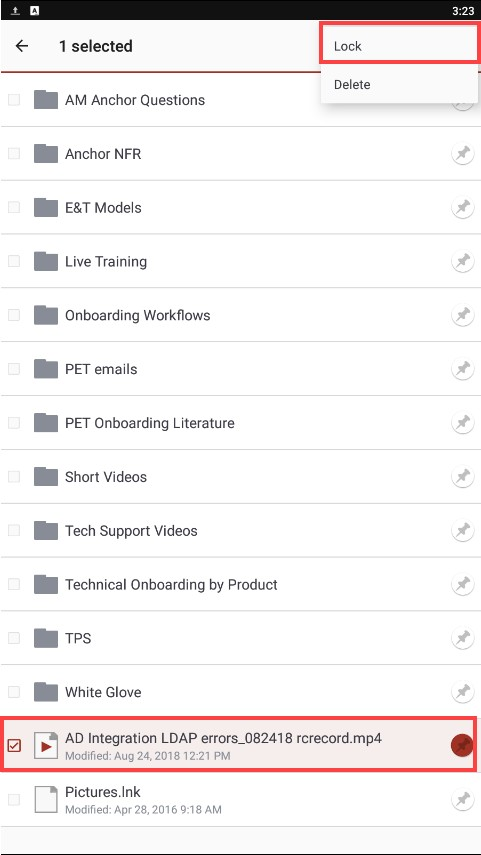 A
3:23
1 selected
Lock
Delete
AM Anchor Questions
Anchor NFR
E&T Models
Live Training
Onboarding Workflows
PET emails
PET Onboarding Literature
Short Videos
Tech Support Videos
Technical Onboarding by Product
TPS
White Glove
AD Integration LDAP errors_082418 rcrecord.mp4
Modified: Aug 24, 2018 12:21 PM
Pictures.lnk
Modified: Apr 28, 2016 9:18 AM